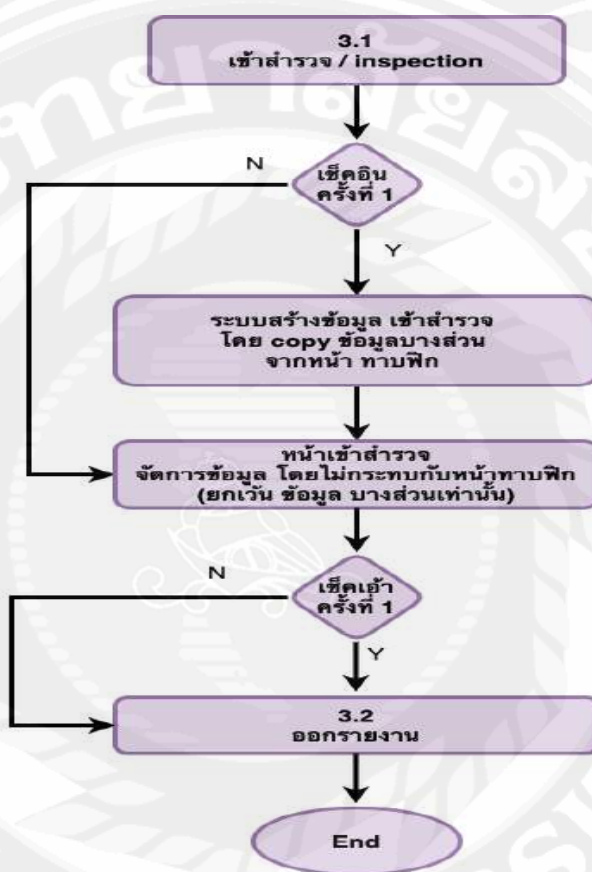 3.1
เข้าสำรวจ / inspection
N
เช็คอิน
ครั้งที่ 1
Y
ระบบสร้างข้อมูล เข้าสำรวจ
โดย copy ข้อมูลบางส่วน
จากหน้า ทาบฟิก
หน้าเข้าสำรวจ
จัดการข้อมูล โดยไม่กระทบกับหน้าทาบฟิก
(ยกเว้น ข้อมูล บางส่วนเท่านั้น)
N
เช็คเอ้า
ครั้งที่ 1
Y
3.2
ออกรายงาน
End